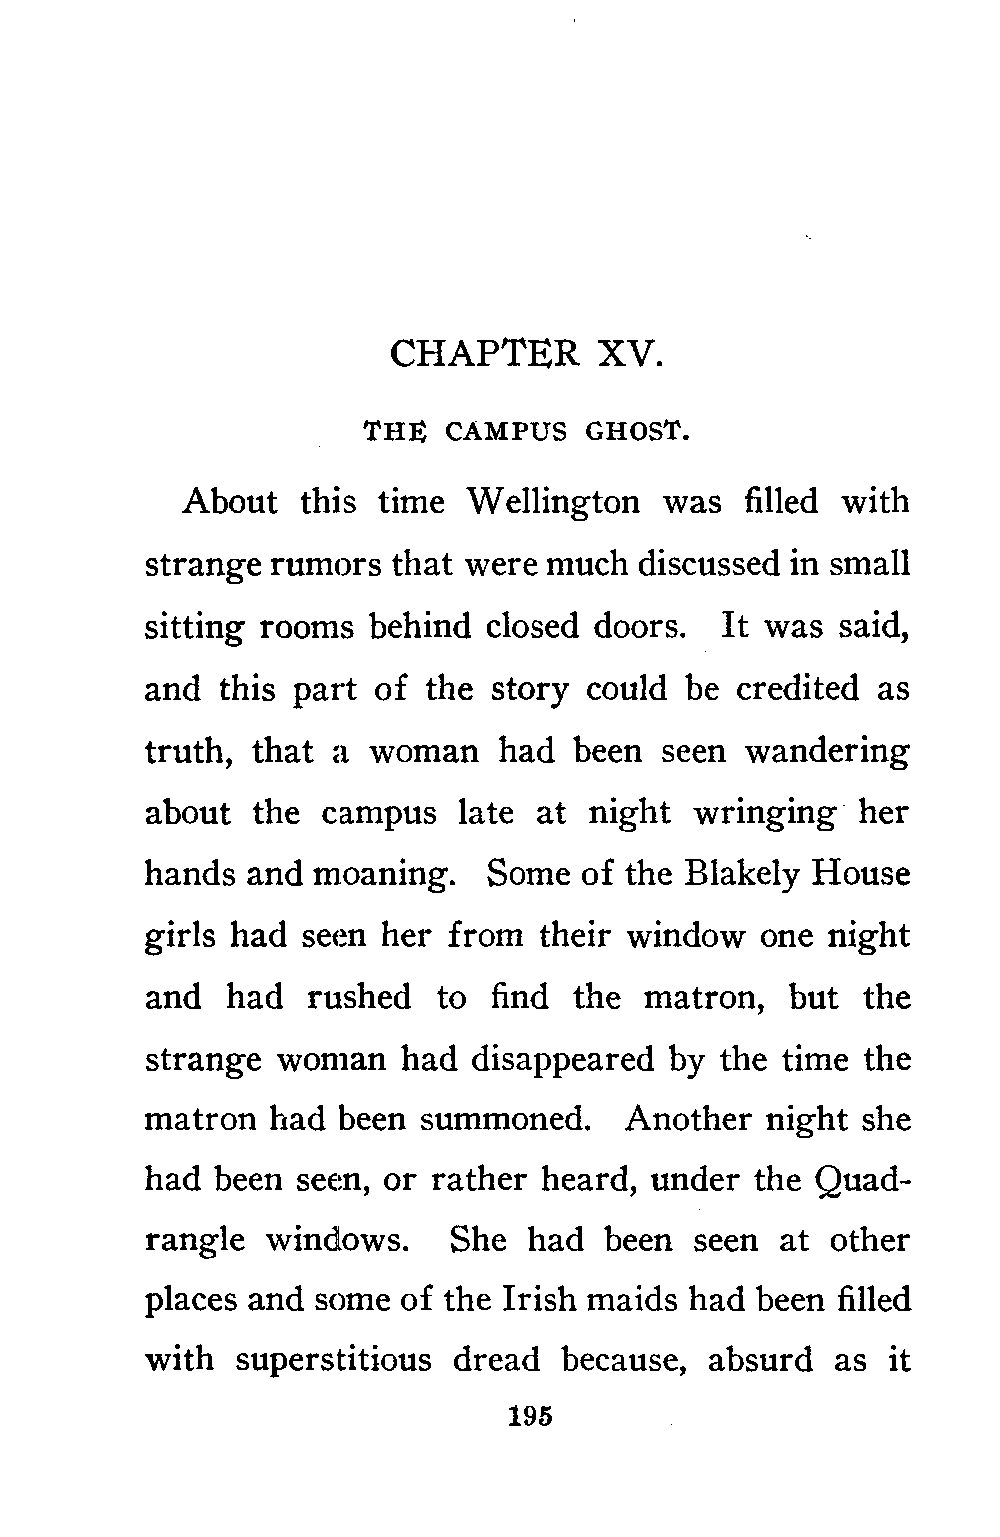 CHAPTER XV.
THE CAMPUS GHOST.
About this time Wellington was filled with
strange rumors that were much discussed in small
sitting rooms behind closed doors. It was said,
and this part of the story could be credited as
truth, that a woman had been seen wandering
about the campus late at night wringing her
hands and moaning. Some of the Blakely House
girls had seen her from their window one night
and had rushed to find the matron, but the
strange woman had disappeared by the time the
matron had been summoned. Another night she
had been seen, or rather heard, under the Quad-
rangle windows. She had been seen at other
places and some of the Irish maids had been filled
with superstitious dread because, absurd as it
195